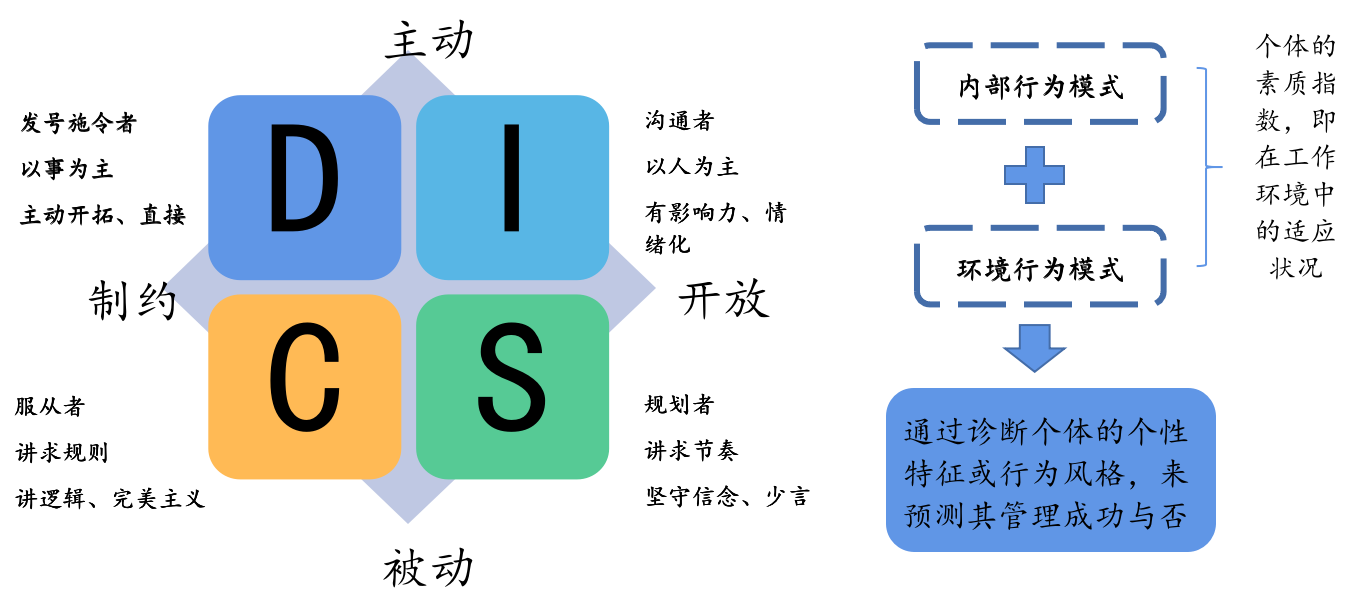 主动
发号施令者
以事为主
主动开拓、直接
D
I
沟通者
以人为主
有影响力、情
绪化
制约
开放
服从者
讲求规则
讲逻辑、完美主义
C
S
规划者
讲求节奏
坚守信念、少言
被动
内部行为模式
环境行为模式
个体的
素质指
数，即
在工作
环境中
的适应
状况
通过诊断个体的个性
特征或行为风格，来
预测其管理成功与否